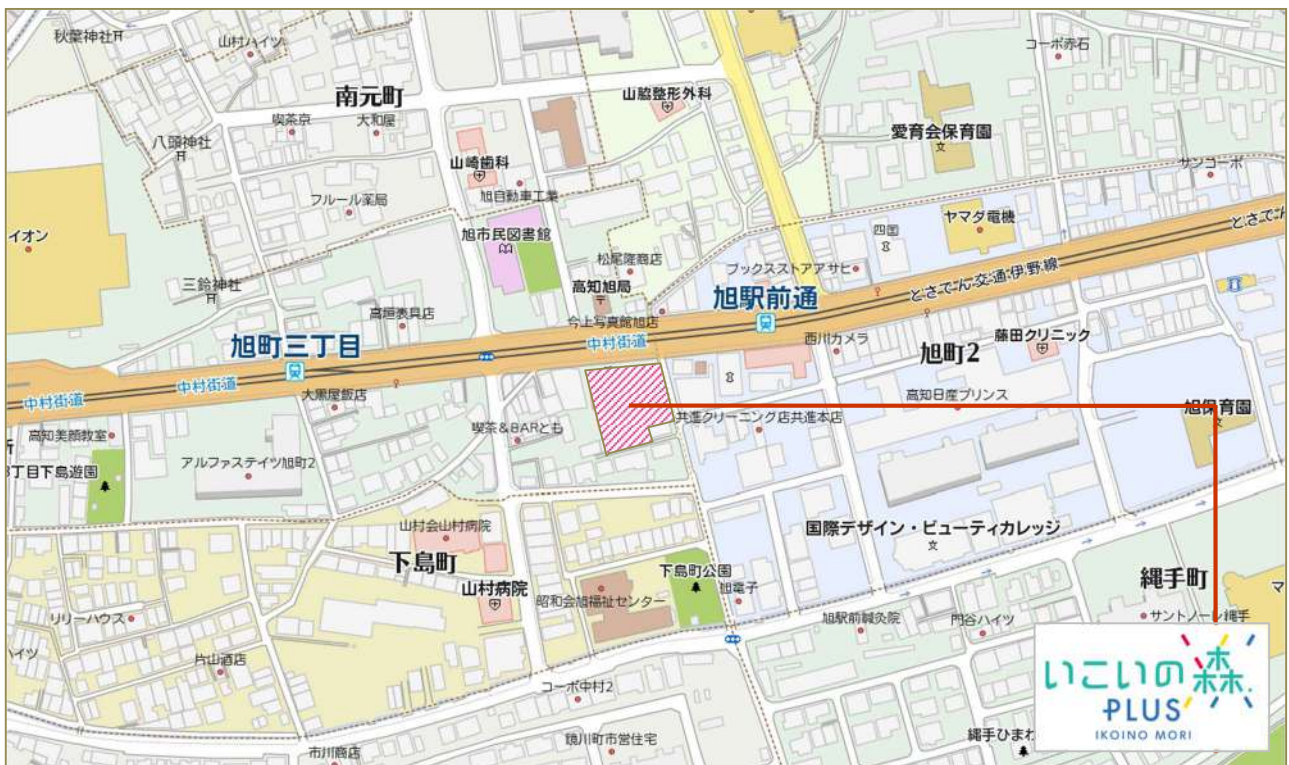 秋葉神社
山村ハイツ
コーポ赤石
南元町
山脇整形外科
喫茶京
大和屋
愛育会保育園
八頭神社
山崎歯科
サンコーポ
旭自動車工業
フルール薬局
ヤマダ電機
イオン
旭市民図書館
四国
とさでん
松尾隆商店
ブックスストアアサヒ
とさでん交通伊野線
三鈴神社
高知旭局
旭駅前通
高垣表具店
今上写真館旭店
旭町三丁目
中村街道
西川カメラ
旭町2
藤田クリニック
中村街道
中村街道
大黒屋飯店
高知日産プリンス
旭保育園
喫茶&BARとも
共進クリーニング店共進本店
高知美顔教室
アルファステイツ旭町2
丁目下島遊園
山村会山村病院
国際デザイン・ビューティカレッジ
下島町
下島町公園
縄手町
山村病院
昭和会旭福祉センター
旭電子
マ
リリーハウス
旭駅前鍼灸院
門谷ハイツ
サントノーレ縄手
ハイツ
片山酒店
いこいの森.
PLUS
IKOINO MORI
コーポ中村2
鏡川町市営住宅
縄手ひまわ
市川商店